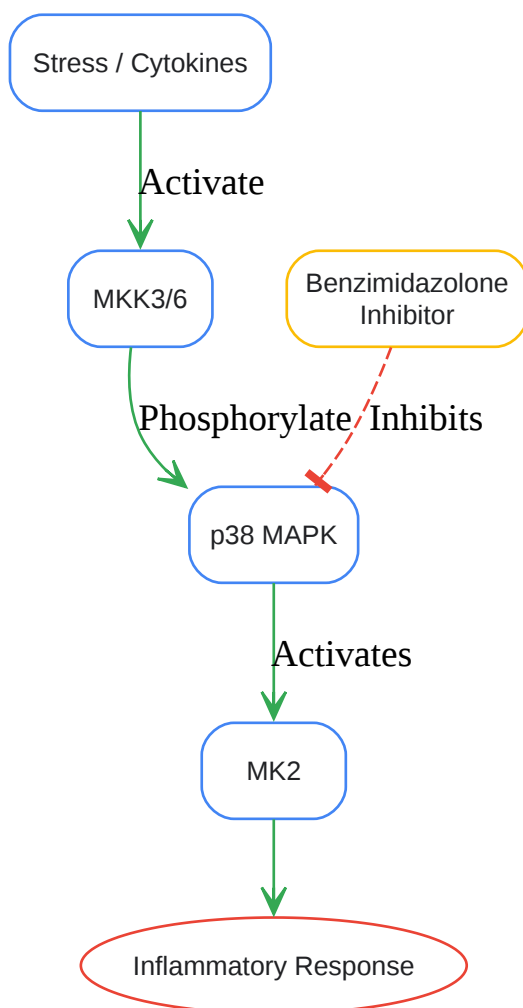 Stress / Cytokines
Activate
MKK3/6
Benzimidazolone
Inhibitor
Phosphorylate
Inhibits
p38 MAPK
Activates
MK2
Inflammatory Response